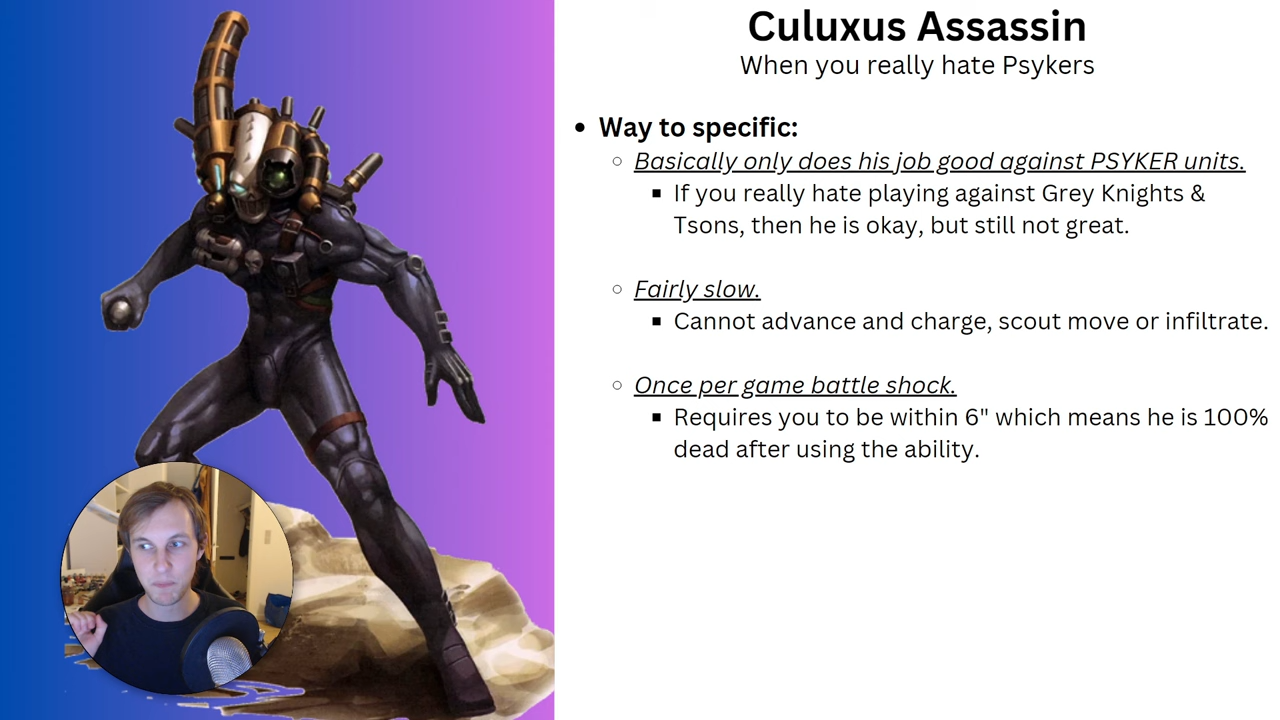 Culuxus Assassin
When you really hate Psykers
• Way to specific:
○ Basically only does his job good against PSYKER units.
▪ If you really hate playing against Grey Knights &
Tsons, then he is okay, but still not great.
○ Fairly slow.
▪ Cannot advance and charge, scout move or infiltrate.
○ Once per game battle shock.
▪ Requires you to be within 6" which means he is 100%
dead after using the ability.